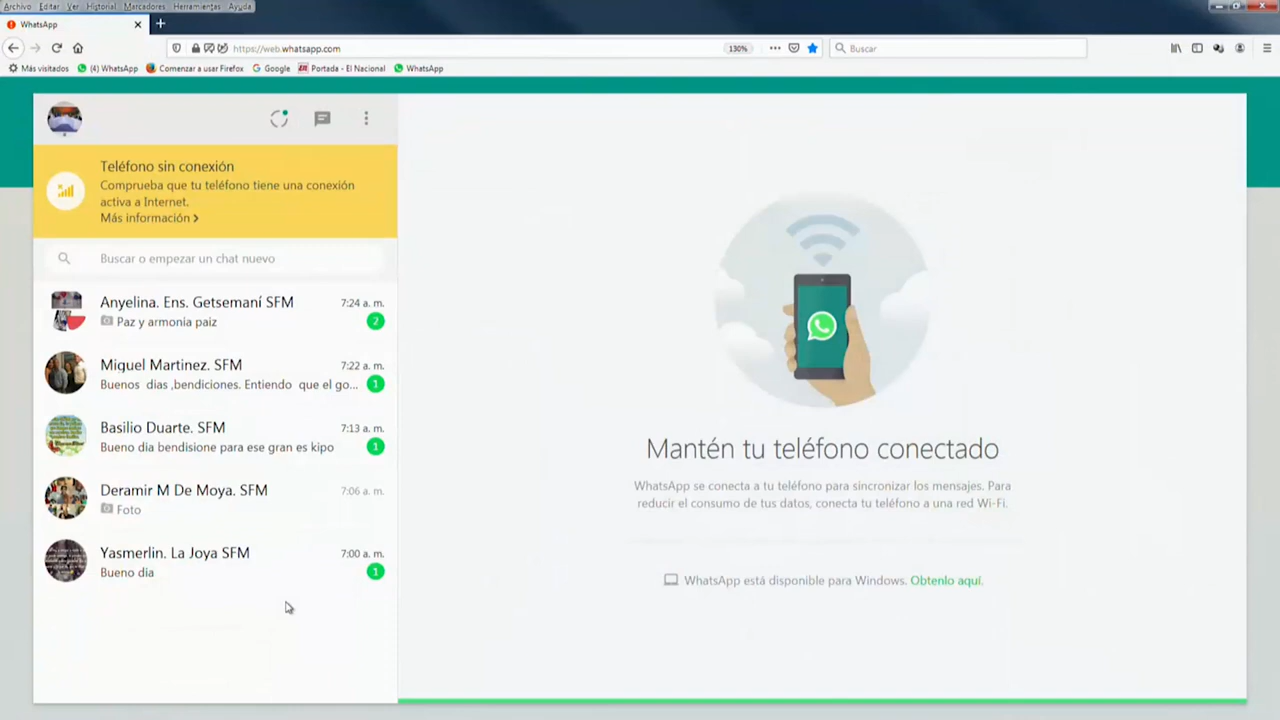 Archivo Editar Ver Historial Marcadores Herramientas Ayuda
WhatsApp
https://web.whatsapp.com
130%
Buscar
Más visitados (4) WhatsApp Comenzar a usar Firefox Google Portada - El Nacional WhatsApp
Teléfono sin conexión
Comprueba que tu teléfono tiene una conexión
activa a Internet.
Más información
Buscar o empezar un chat nuevo
Anyelina. Ens. Getsemaní SFM 7:24 a. m.
Paz y armonia paiz 2
Miguel Martinez. SFM 7:22 a. m.
Buenos dias ,bendiciones. Entiendo que el go... 1
Basilio Duarte. SFM 7:13 a. m.
Bueno dia bendisione para ese gran es kipo 1
Deramir M De Moya. SFM 7:06 a. m.
Foto
Yasmerlin. La Joya SFM 7:00 a. m.
Bueno dia 1
Mantén tu teléfono conectado
WhatsApp se conecta a tu teléfono para sincronizar los mensajes. Para
reducir el consumo de tus datos, conecta tu teléfono a una red Wi-Fi.
WhatsApp está disponible para Windows. Obtenlo aquí.